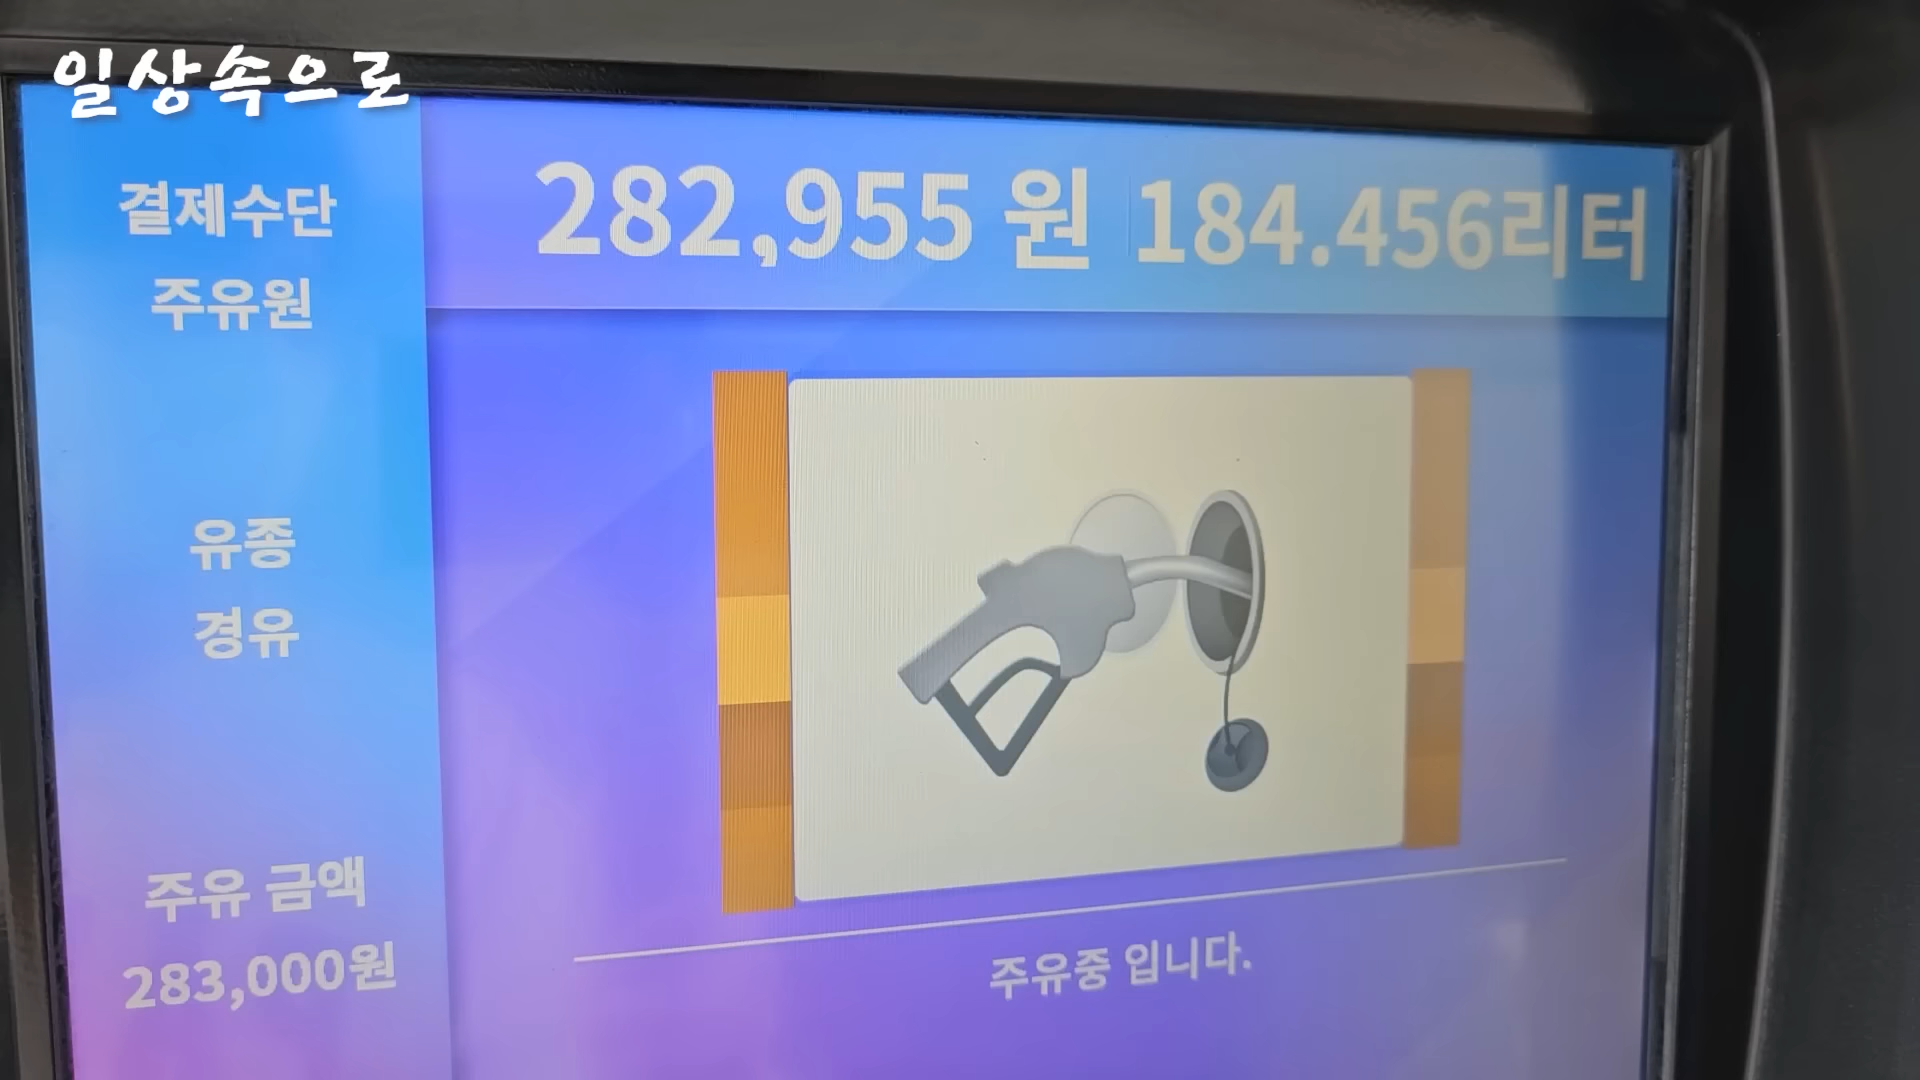 일상속으로
282,955 원 184.456리터
결제수단
주유원
유종
경유
주유 금액
283,000원
주유중 입니다.